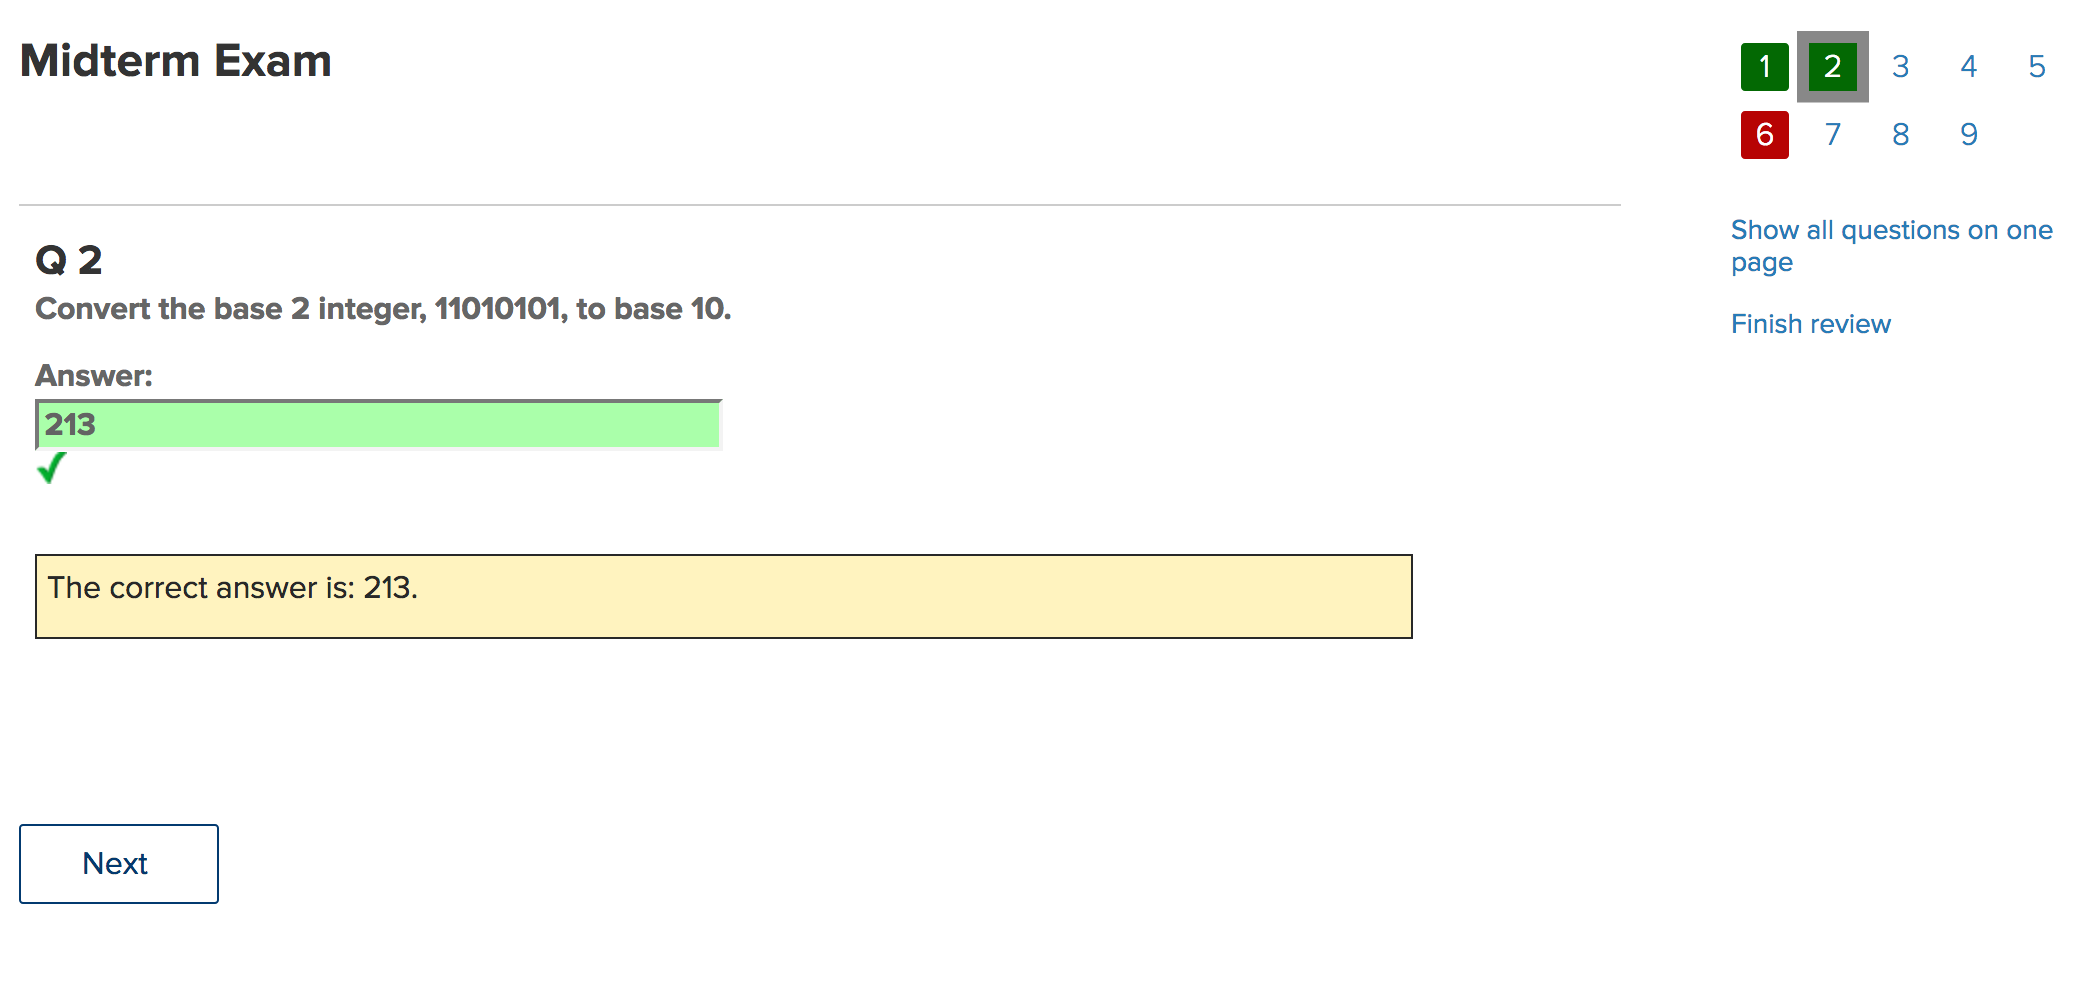 Midterm Exam
1 2 3 4 5
6 7 8 9
Show all questions on one
page
Finish review
Q 2
Convert the base 2 integer, 11010101, to base 10.
Answer:
213
The correct answer is: 213.
Next